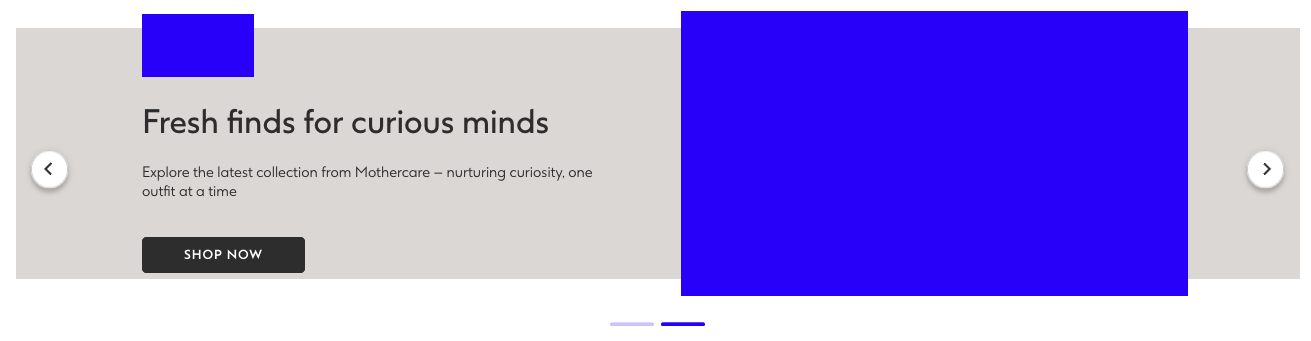 Fresh finds for curious minds
Explore the latest collection from Mothercare – nurturing curiosity, one
outfit at a time
SHOP NOW